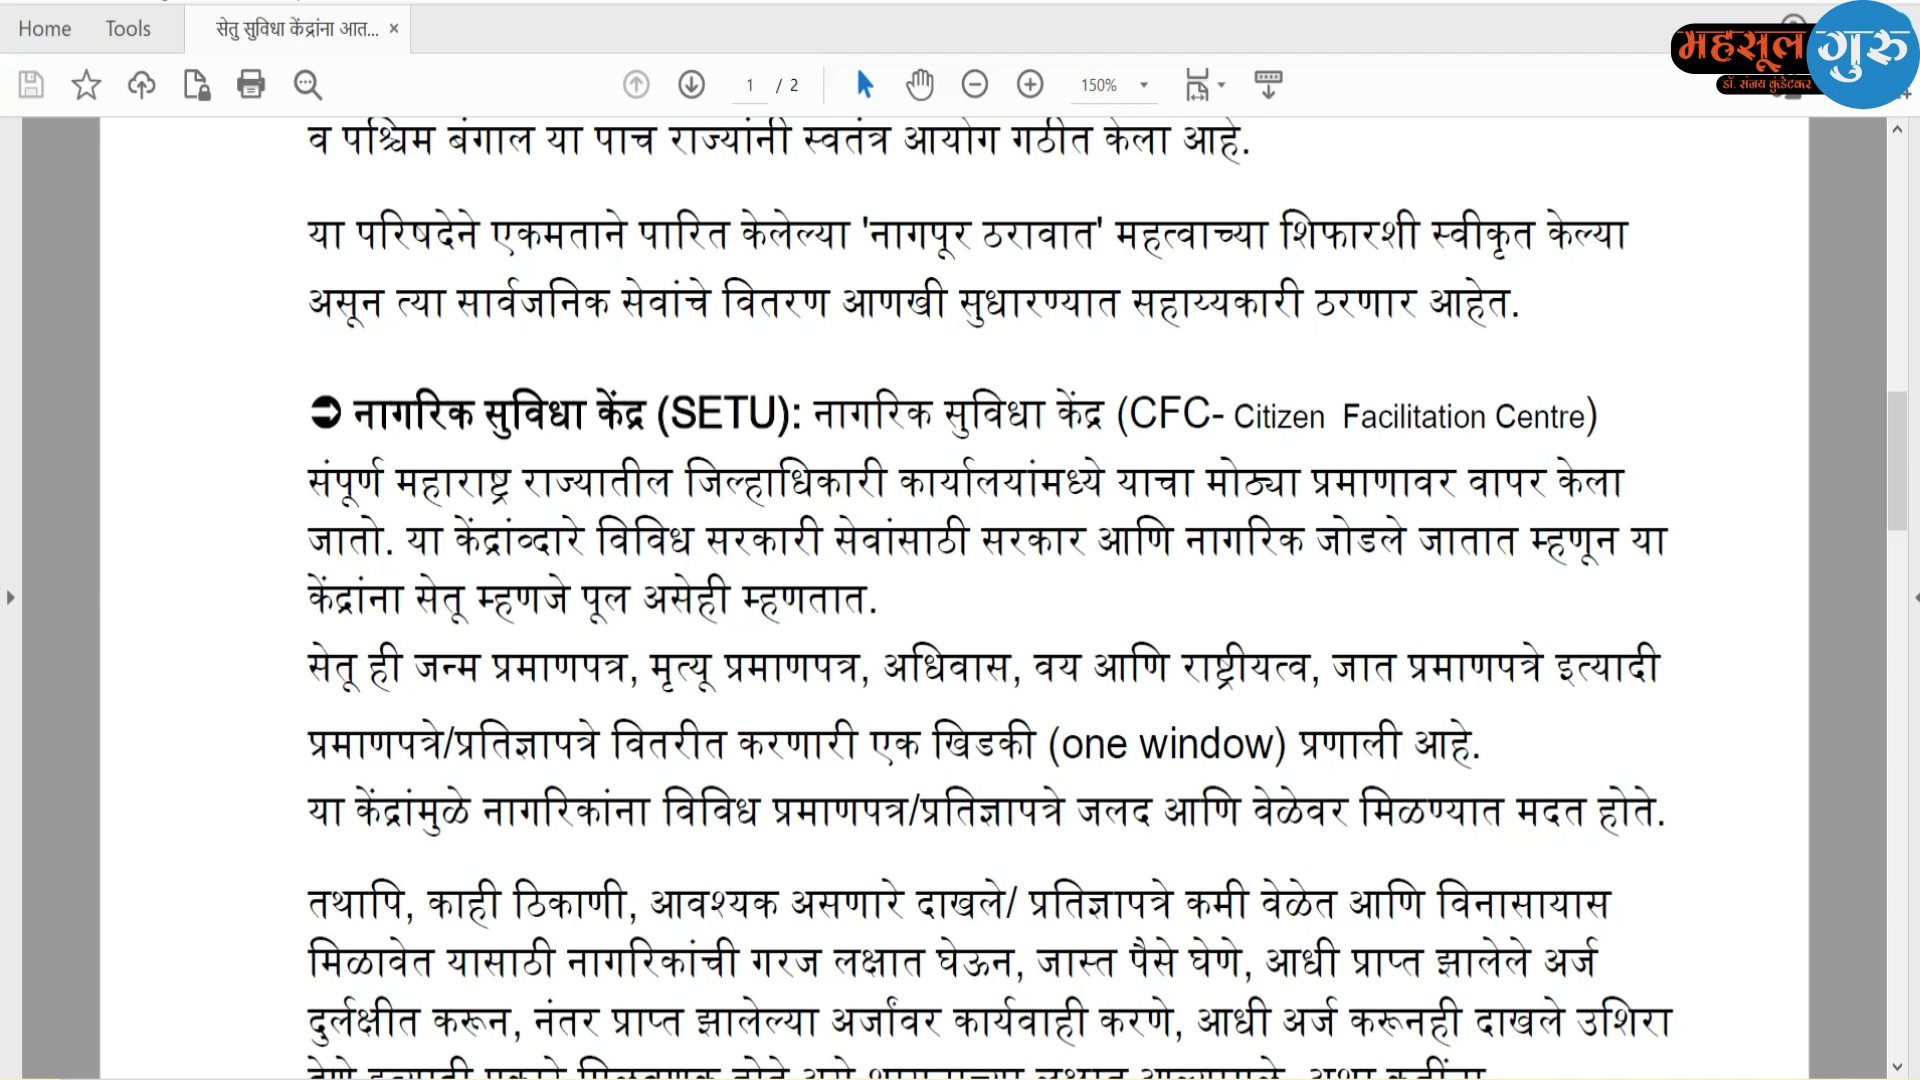 Home Tools सेतु सुविधा केंद्रांना आत... ×
महसूल गुरु
डॉ. संजय कुंडेटकर
1 / 2 150%
व पश्चिम बंगाल या पाच राज्यांनी स्वतंत्र आयोग गठीत केला आहे.
या परिषदेने एकमताने पारित केलेल्या 'नागपूर ठरावात' महत्वाच्या शिफारशी स्वीकृत केल्या
असून त्या सार्वजनिक सेवांचे वितरण आणखी सुधारण्यात सहाय्यकारी ठरणार आहेत.
➲ नागरिक सुविधा केंद्र (SETU): नागरिक सुविधा केंद्र (CFC- Citizen Facilitation Centre)
संपूर्ण महाराष्ट्र राज्यातील जिल्हाधिकारी कार्यालयांमध्ये याचा मोठ्या प्रमाणावर वापर केला
जातो. या केंद्रांव्दारे विविध सरकारी सेवांसाठी सरकार आणि नागरिक जोडले जातात म्हणून या
केंद्रांना सेतू म्हणजे पूल असेही म्हणतात.
सेतू ही जन्म प्रमाणपत्र, मृत्यू प्रमाणपत्र, अधिवास, वय आणि राष्ट्रीयत्व, जात प्रमाणपत्रे इत्यादी
प्रमाणपत्रे/प्रतिज्ञापत्रे वितरीत करणारी एक खिडकी (one window) प्रणाली आहे.
या केंद्रांमुळे नागरिकांना विविध प्रमाणपत्र/प्रतिज्ञापत्रे जलद आणि वेळेवर मिळण्यात मदत होते.
तथापि, काही ठिकाणी, आवश्यक असणारे दाखले/ प्रतिज्ञापत्रे कमी वेळेत आणि विनासायास
मिळावेत यासाठी नागरिकांची गरज लक्षात घेऊन, जास्त पैसे घेणे, आधी प्राप्त झालेले अर्ज
दुर्लक्षीत करून, नंतर प्राप्त झालेल्या अर्जांवर कार्यवाही करणे, आधी अर्ज करूनही दाखले उशिरा